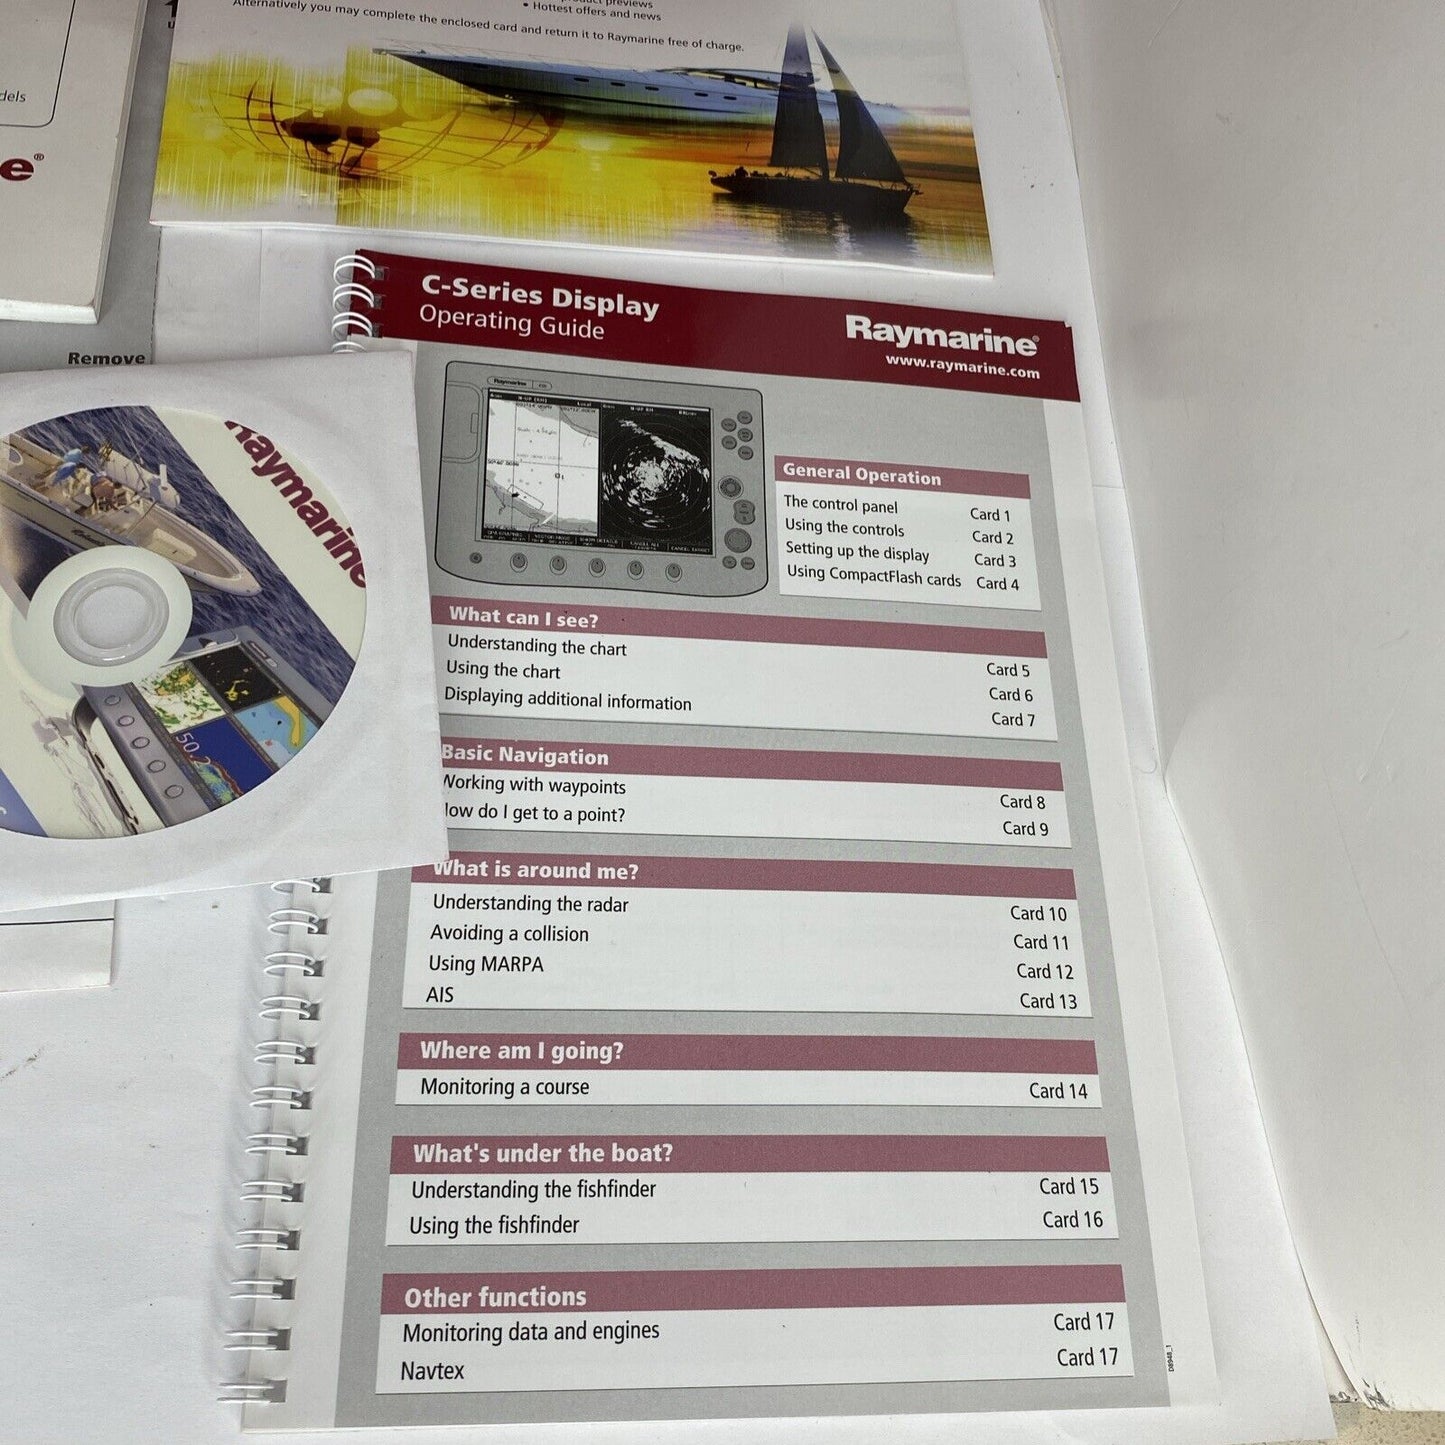 product previews
• Hottest offers and news
Alternatively you may complete the enclosed card and return it to Raymarine free of charge.
dels
e®
Remove
Raymarine
50.2
C-Series Display
Operating Guide
Raymarine®
www.raymarine.com
Raymarine
General Operation
The control panel Card 1
Using the controls Card 2
Setting up the display Card 3
Using CompactFlash cards Card 4
What can I see?
Understanding the chart Card 5
Using the chart Card 6
Displaying additional information Card 7
Basic Navigation
Working with waypoints Card 8
How do I get to a point? Card 9
What is around me?
Understanding the radar Card 10
Avoiding a collision Card 11
Using MARPA Card 12
AIS Card 13
Where am I going?
Monitoring a course Card 14
What's under the boat?
Understanding the fishfinder Card 15
Using the fishfinder Card 16
Other functions
Monitoring data and engines Card 17
Navtex Card 17
D8948_1